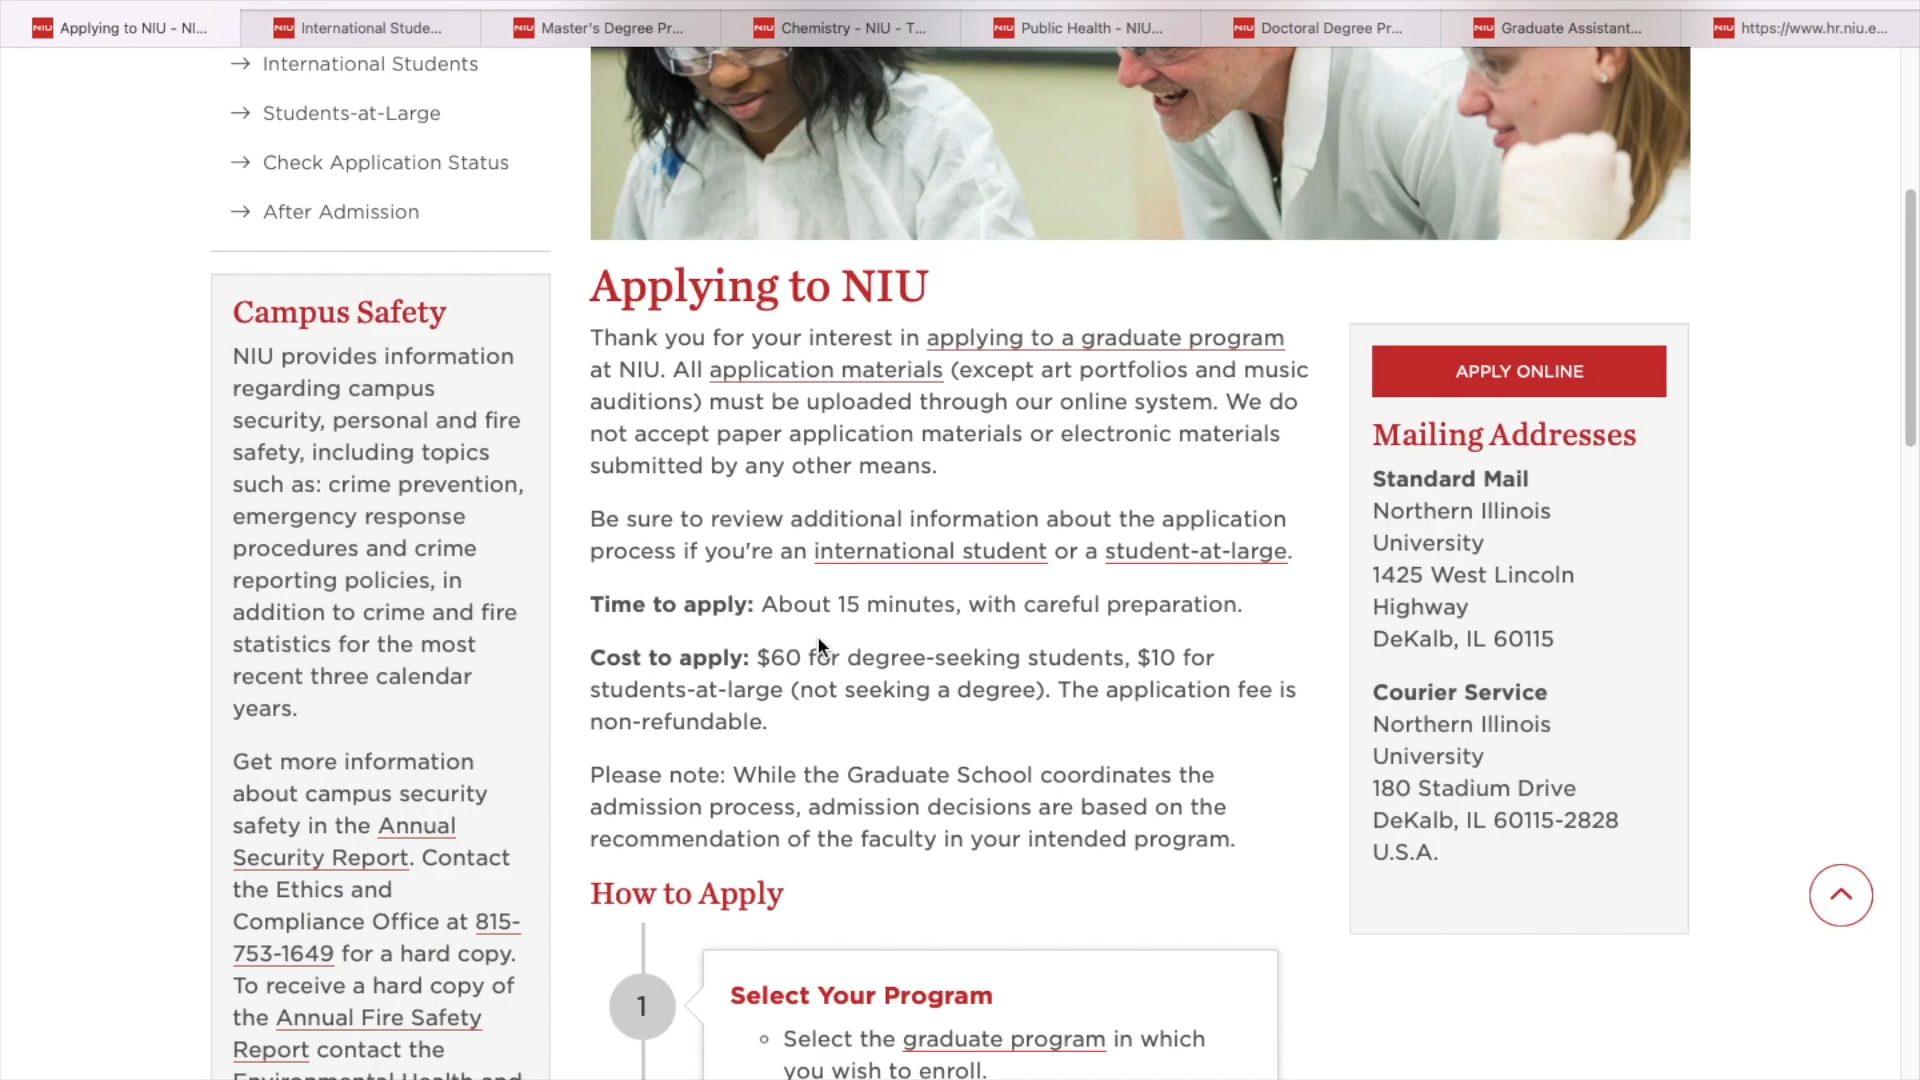 NIU Applying to NIU - NI...
NIU International Stude...
NIU Master's Degree Pr...
NIU Chemistry - NIU - T...
NIU Public Health - NIU...
NIU Doctoral Degree Pr...
NIU Graduate Assistant...
NIU https://www.hr.niu.e...
→ International Students
→ Students-at-Large
→ Check Application Status
→ After Admission
Campus Safety
NIU provides information
regarding campus
security, personal and fire
safety, including topics
such as: crime prevention,
emergency response
procedures and crime
reporting policies, in
addition to crime and fire
statistics for the most
recent three calendar
years.
Get more information
about campus security
safety in the Annual
Security Report. Contact
the Ethics and
Compliance Office at 815-
753-1649 for a hard copy.
To receive a hard copy of
the Annual Fire Safety
Report contact the
Environmental Health and
Applying to NIU
Thank you for your interest in applying to a graduate program
at NIU. All application materials (except art portfolios and music
auditions) must be uploaded through our online system. We do
not accept paper application materials or electronic materials
submitted by any other means.
Be sure to review additional information about the application
process if you're an international student or a student-at-large.
Time to apply: About 15 minutes, with careful preparation.
Cost to apply: $60 for degree-seeking students, $10 for
students-at-large (not seeking a degree). The application fee is
non-refundable.
Please note: While the Graduate School coordinates the
admission process, admission decisions are based on the
recommendation of the faculty in your intended program.
How to Apply
1
Select Your Program
Select the graduate program in which
you wish to enroll.
APPLY ONLINE
Mailing Addresses
Standard Mail
Northern Illinois
University
1425 West Lincoln
Highway
DeKalb, IL 60115
Courier Service
Northern Illinois
University
180 Stadium Drive
DeKalb, IL 60115-2828
U.S.A.